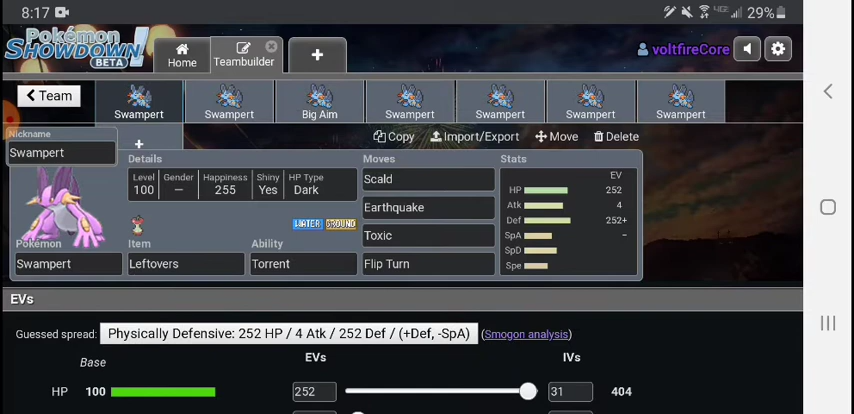 8:17
29%
Pokémon
SHOWDOWN!
BETA
Home
Teambuilder
+
voltfireCore
Team
Swampert
Swampert
Big Aim
Swampert
Swampert
Swampert
Swampert
+
Copy
Import/Export
Move
Delete
Nickname
Swampert
Details
Level Gender Happiness Shiny HP Type
100 — 255 Yes Dark
WATER GROUND
Pokémon
Swampert
Item
Leftovers
Ability
Torrent
Moves
Scald
Earthquake
Toxic
Flip Turn
Stats
EV
HP 252
Atk 4
Def 252+
SpA –
SpD
Spe
EVs
Guessed spread: Physically Defensive: 252 HP / 4 Atk / 252 Def / (+Def, -SpA) (Smogon analysis)
Base EVs IVs
HP 100 252 31 404